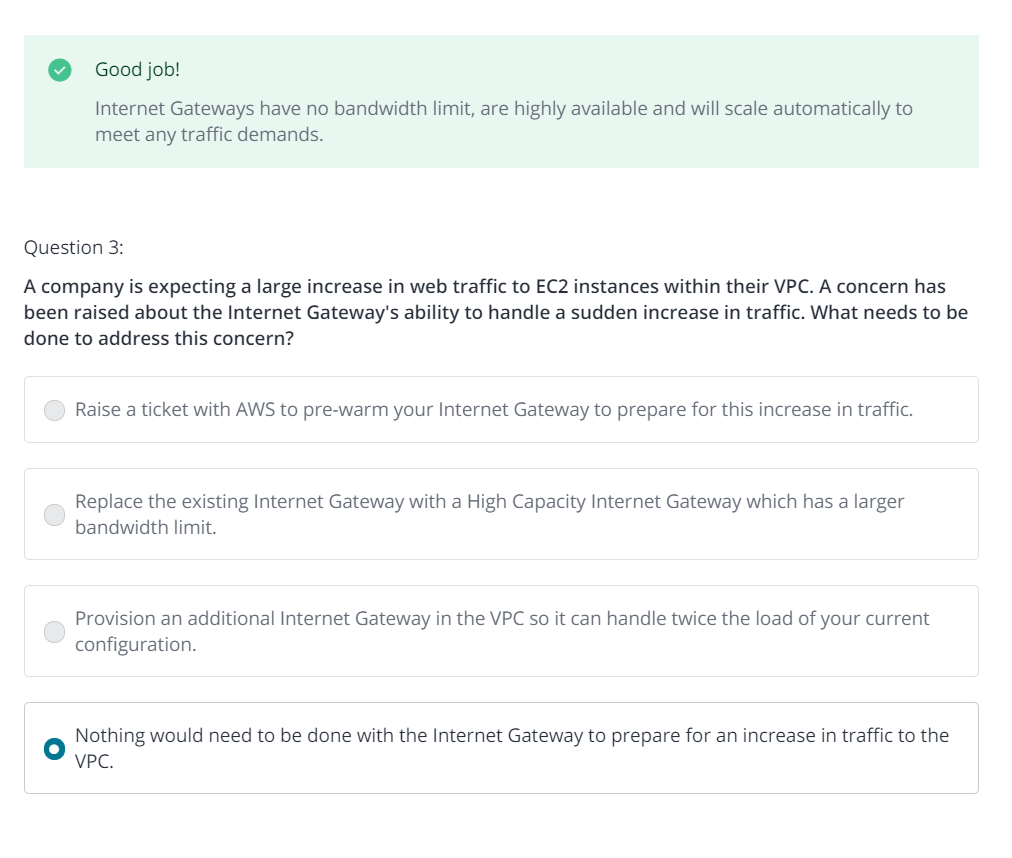 Good job!
Internet Gateways have no bandwidth limit, are highly available and will scale automatically to
meet any traffic demands.
Question 3:
A company is expecting a large increase in web traffic to EC2 instances within their VPC. A concern has
been raised about the Internet Gateway's ability to handle a sudden increase in traffic. What needs to be
done to address this concern?
Raise a ticket with AWS to pre-warm your Internet Gateway to prepare for this increase in traffic.
Replace the existing Internet Gateway with a High Capacity Internet Gateway which has a larger
bandwidth limit.
Provision an additional Internet Gateway in the VPC so it can handle twice the load of your current
configuration.
Nothing would need to be done with the Internet Gateway to prepare for an increase in traffic to the
VPC.